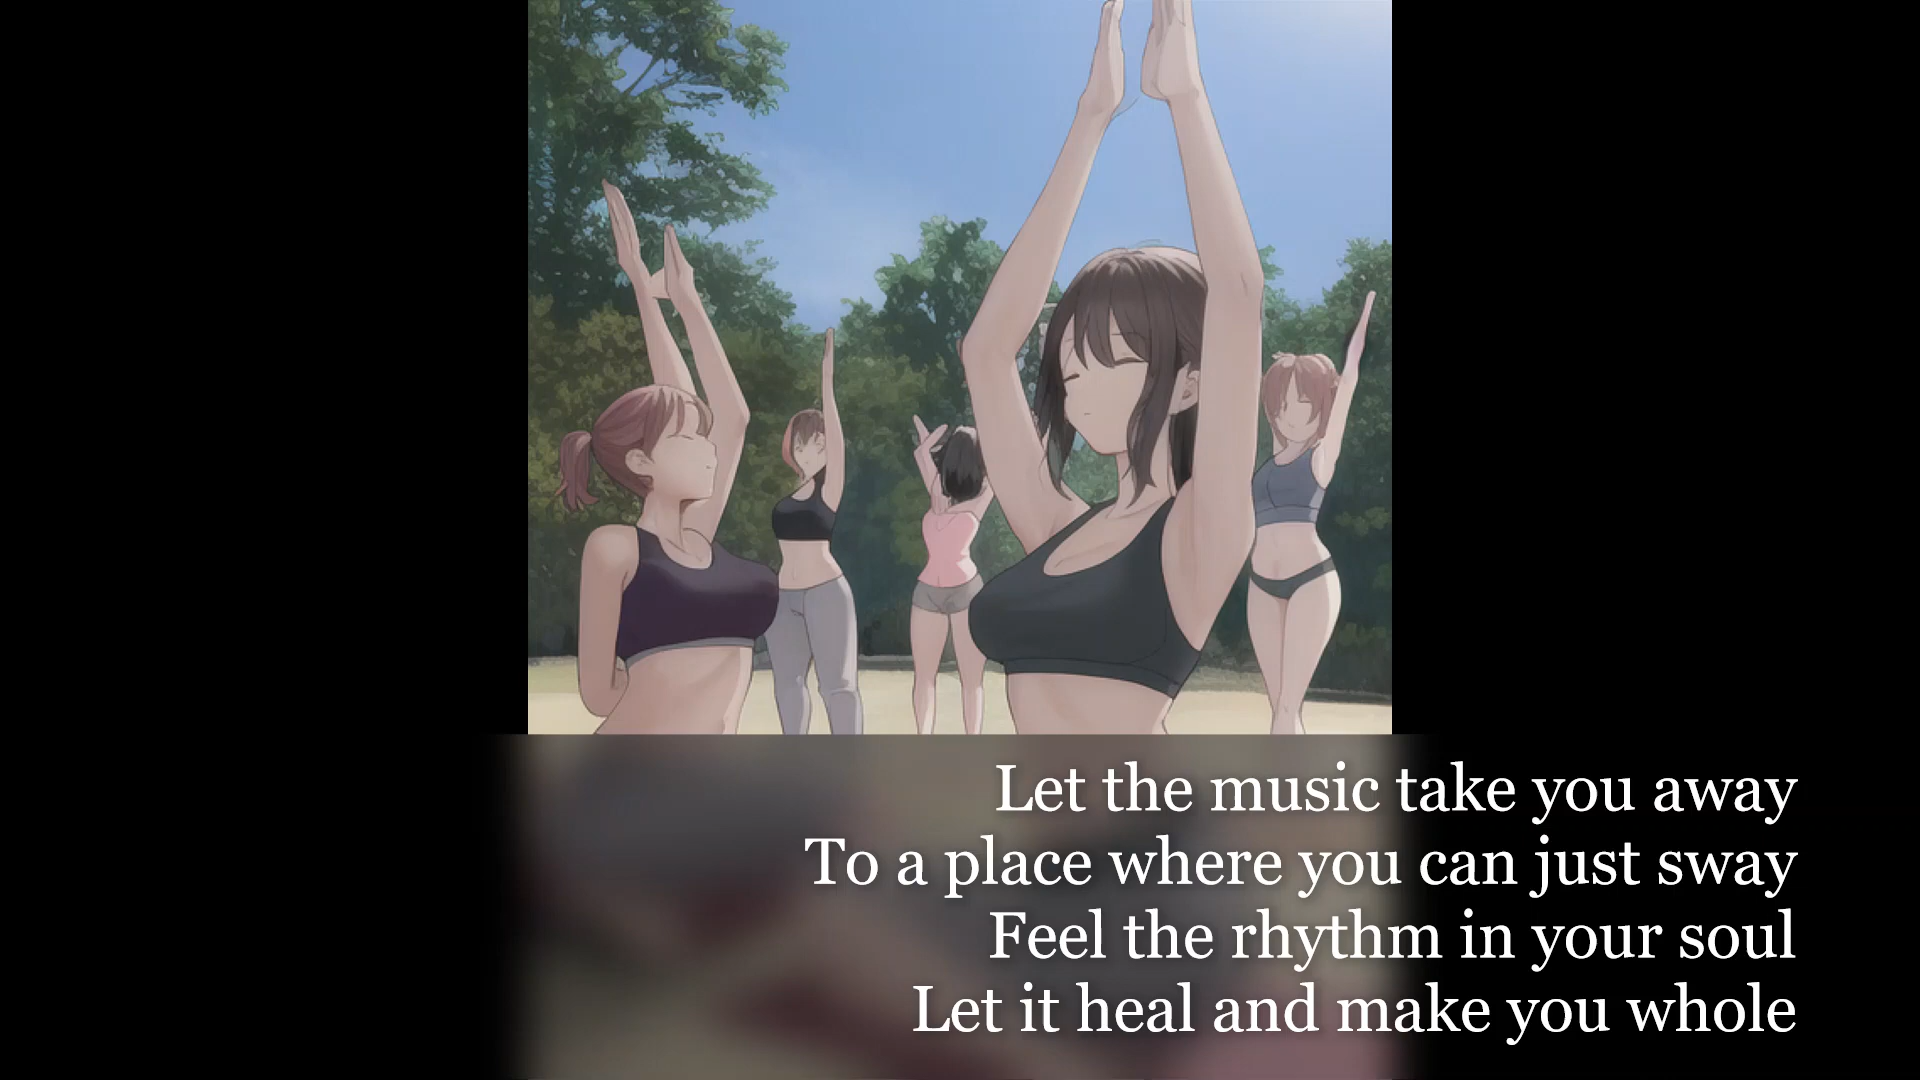 Let the music take you away
To a place where you can just sway
Feel the rhythm in your soul
Let it heal and make you whole